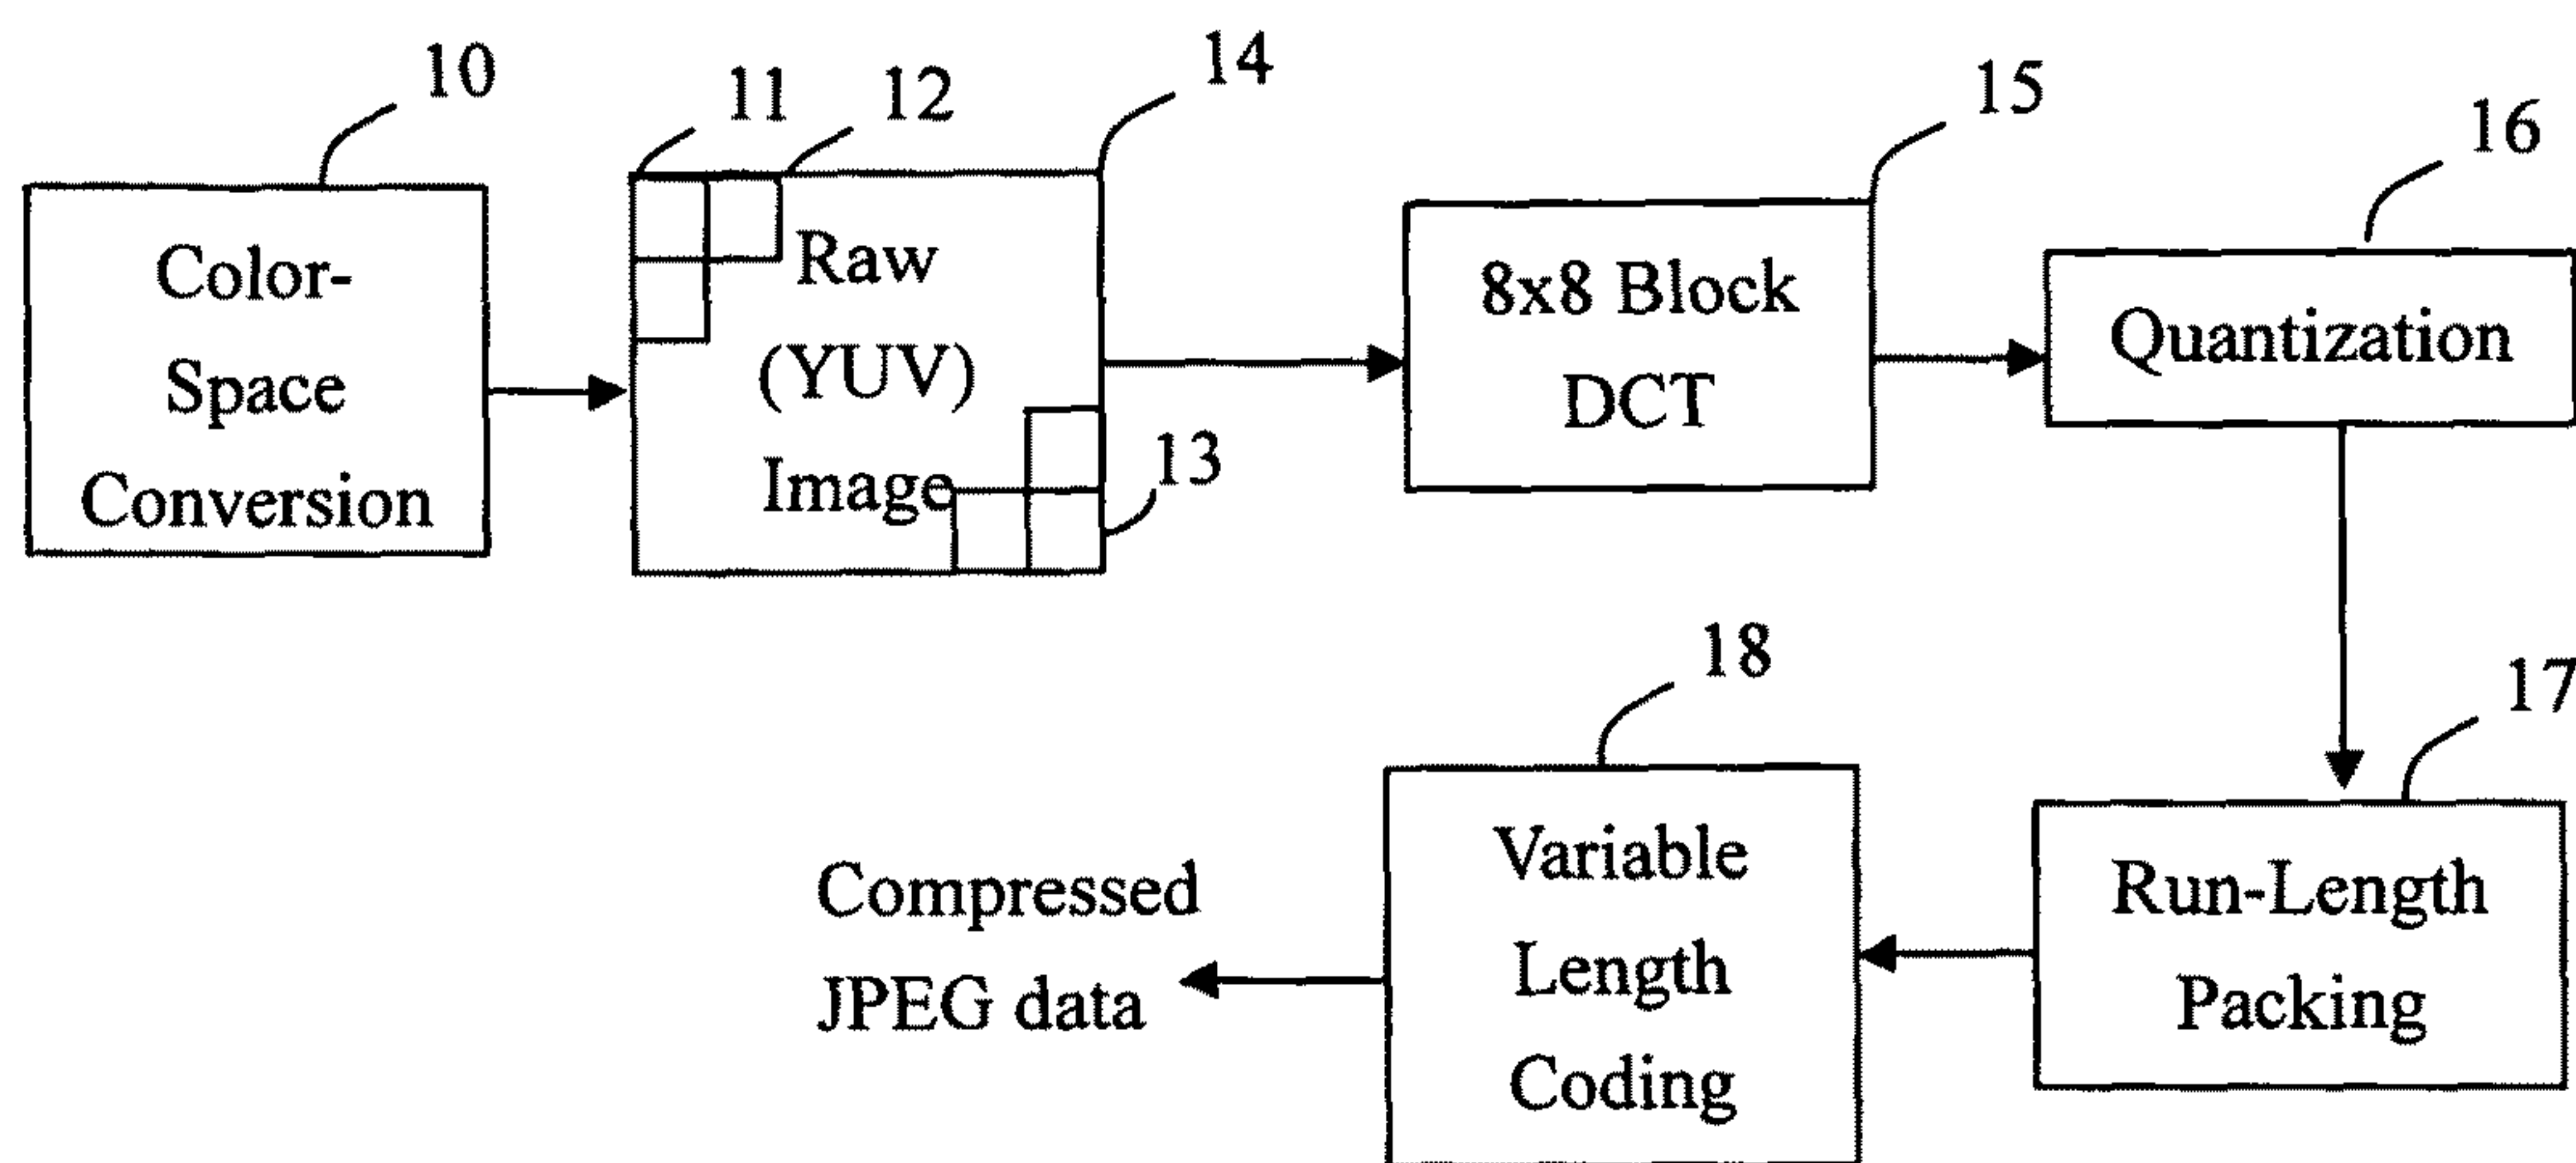 10
11
12
14
15
16
Color-
Space
Conversion
Raw
(YUV)
Image
13
8x8 Block
DCT
Quantization
18
17
Compressed
JPEG data
Variable
Length
Coding
Run-Length
Packing